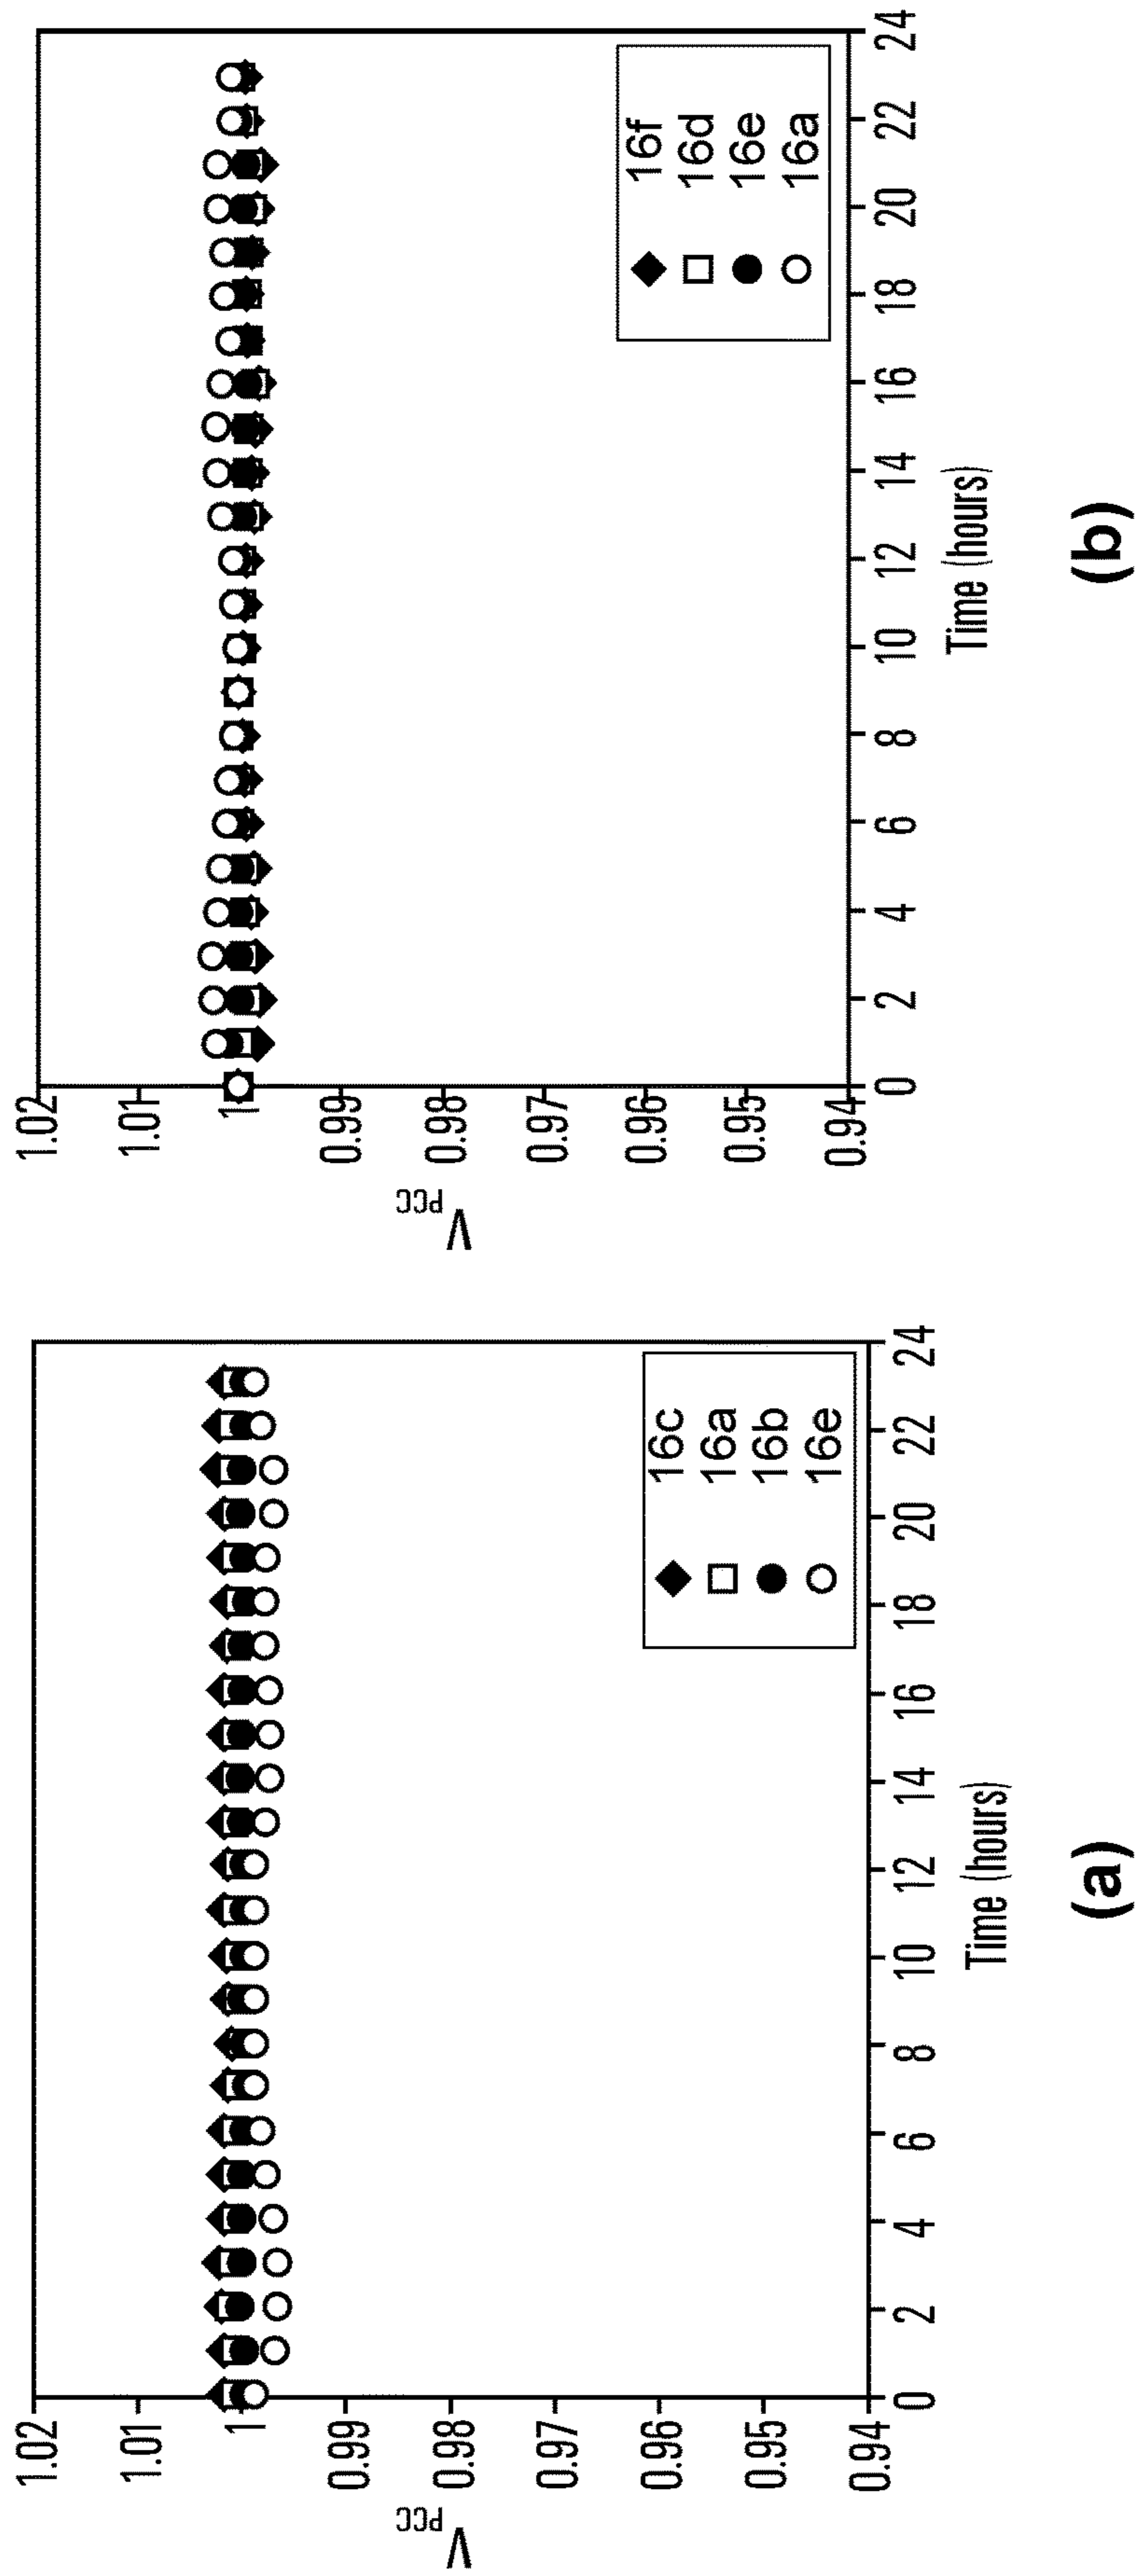 1.02
1.01
1
0.99
0.98
0.97
0.96
0.95
0.94
V PCC
0 2 4 6 8 10 12 14 16 18 20 22 24
Time (hours)
16c
16a
16b
16e
(a)
1.02
1.01
1
0.99
0.98
0.97
0.96
0.95
0.94
V PCC
0 2 4 6 8 10 12 14 16 18 20 22 24
Time (hours)
16f
16d
16e
16a
(b)